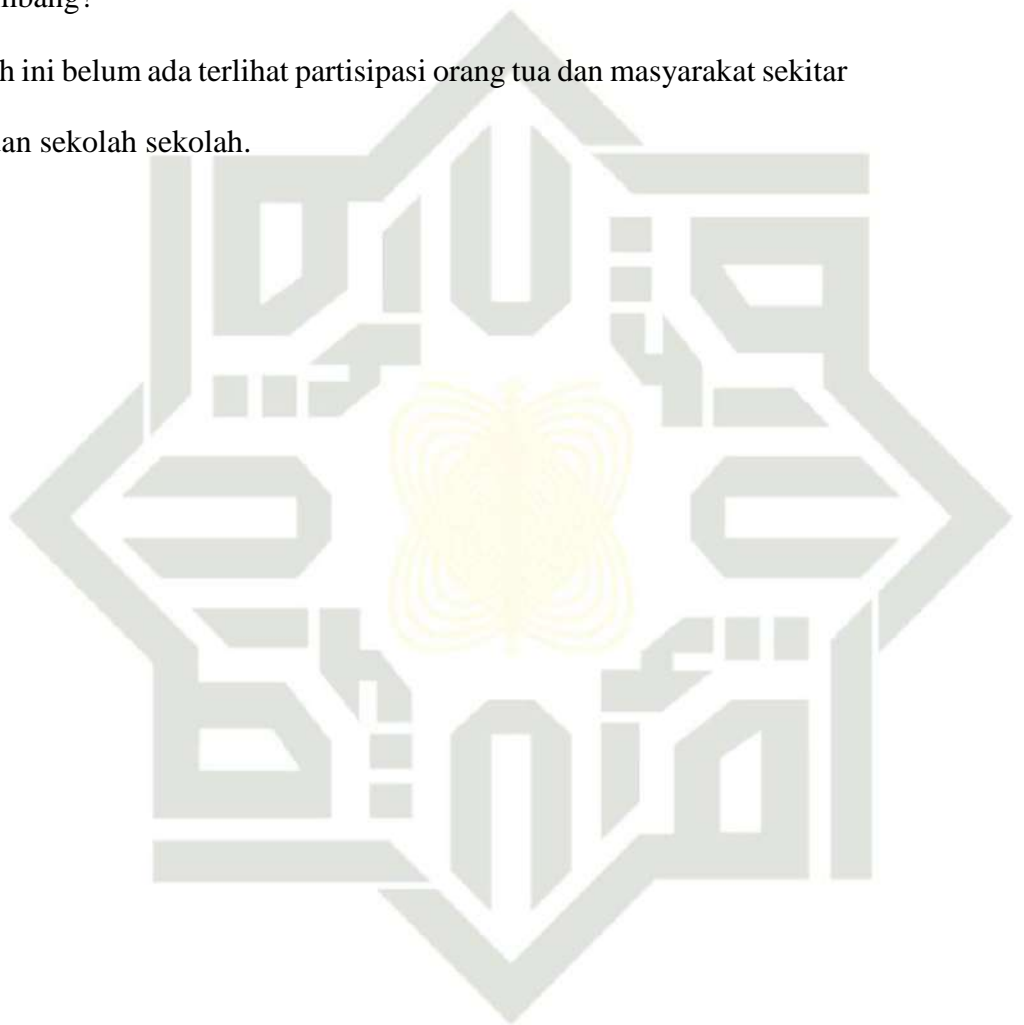 h ini belum ada terlihat partisipasi orang tua dan masyarakat sekitar
an sekolah sekolah.